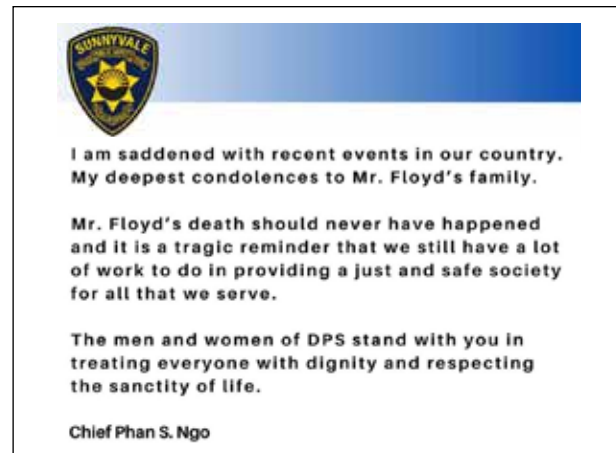 SUNNYVALE
I am saddened with recent events in our country.
My deepest condolences to Mr. Floyd's family.
Mr. Floyd's death should never have happened
and it is a tragic reminder that we still have a lot
of work to do in providing a just and safe society
for all that we serve.
The men and women of DPS stand with you in
treating everyone with dignity and respecting
the sanctity of life.
Chief Phan S. Ngo